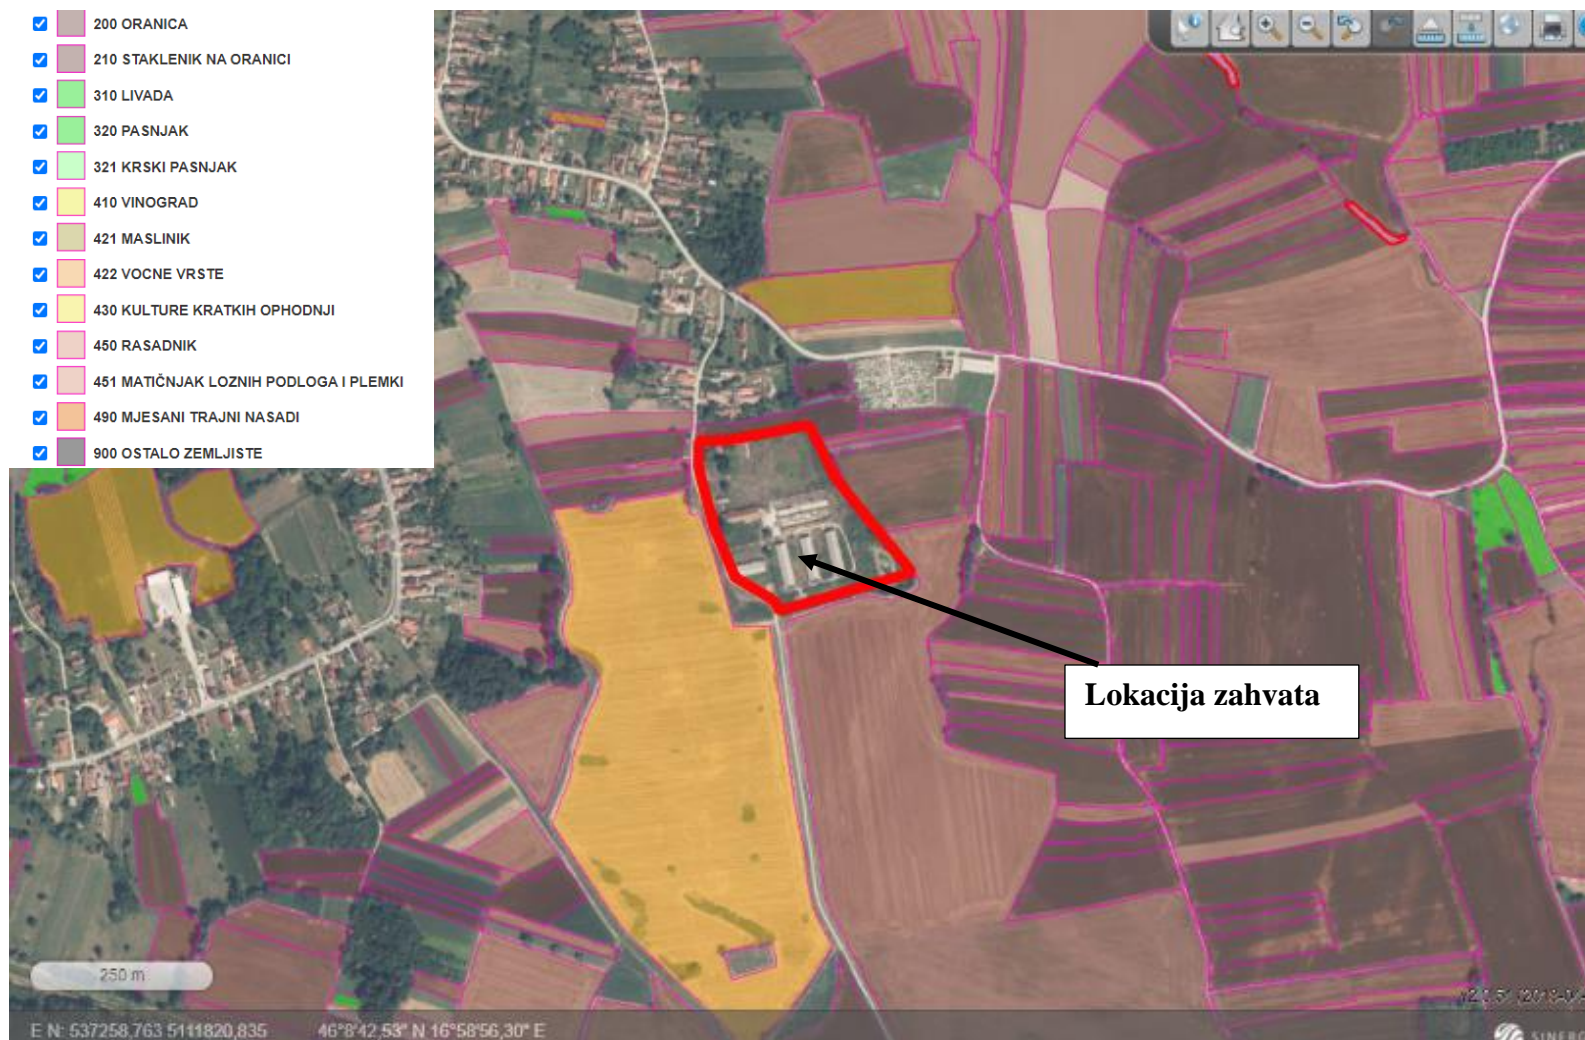 200 ORANICA
210 STAKLENIK NA ORANICI
310 LIVADA
320 PASNJAK
321 KRSKI PASNJAK
410 VINOGRAD
421 MASLINIK
422 VOCNE VRSTE
430 KULTURE KRATKIH OPHODNJI
450 RASADNIK
451 MATIČNJAK LOZNIH PODLOGA I PLEMKI
490 MJESANI TRAJNI NASADI
900 OSTALO ZEMLJISTE
Lokacija zahvata
250 m
E N: 537258,763 5111820,835 46°8'42,53" N 16°58'56,30" E